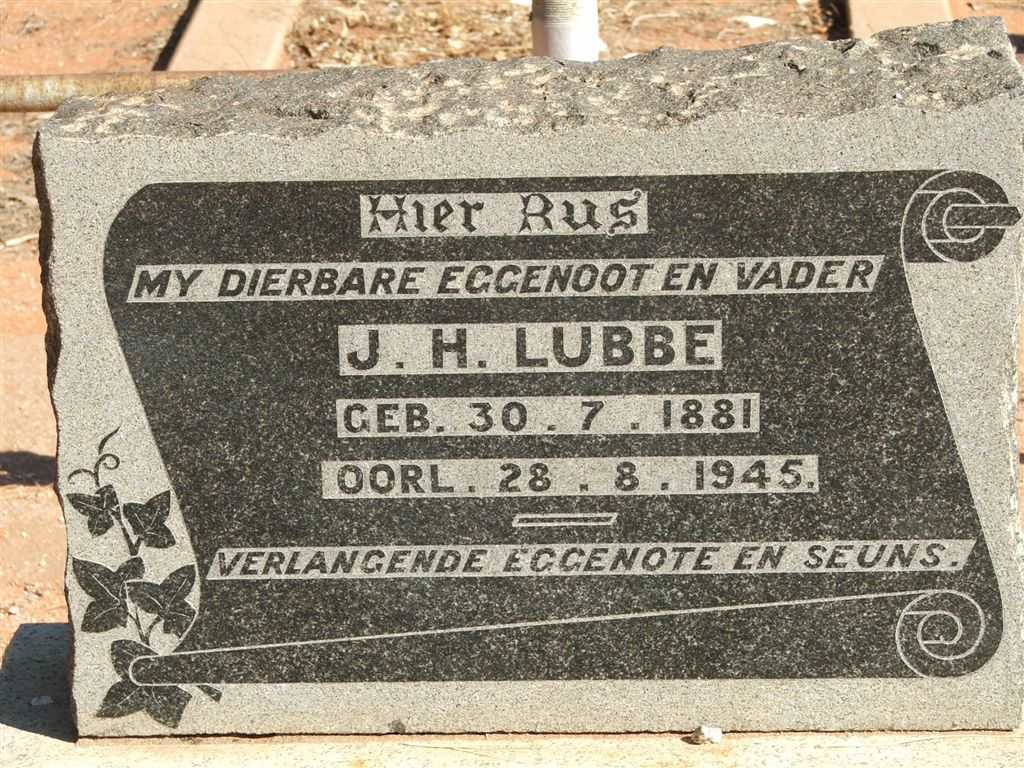 Hier Rus
MY DIERBARE EGGENOOT EN VADER
J. H. LUBBE
GEB. 30 . 7 . 1881
OORL. 28 . 8 . 1945.
VERLANGENDE EGGENOTE EN SEUNS.